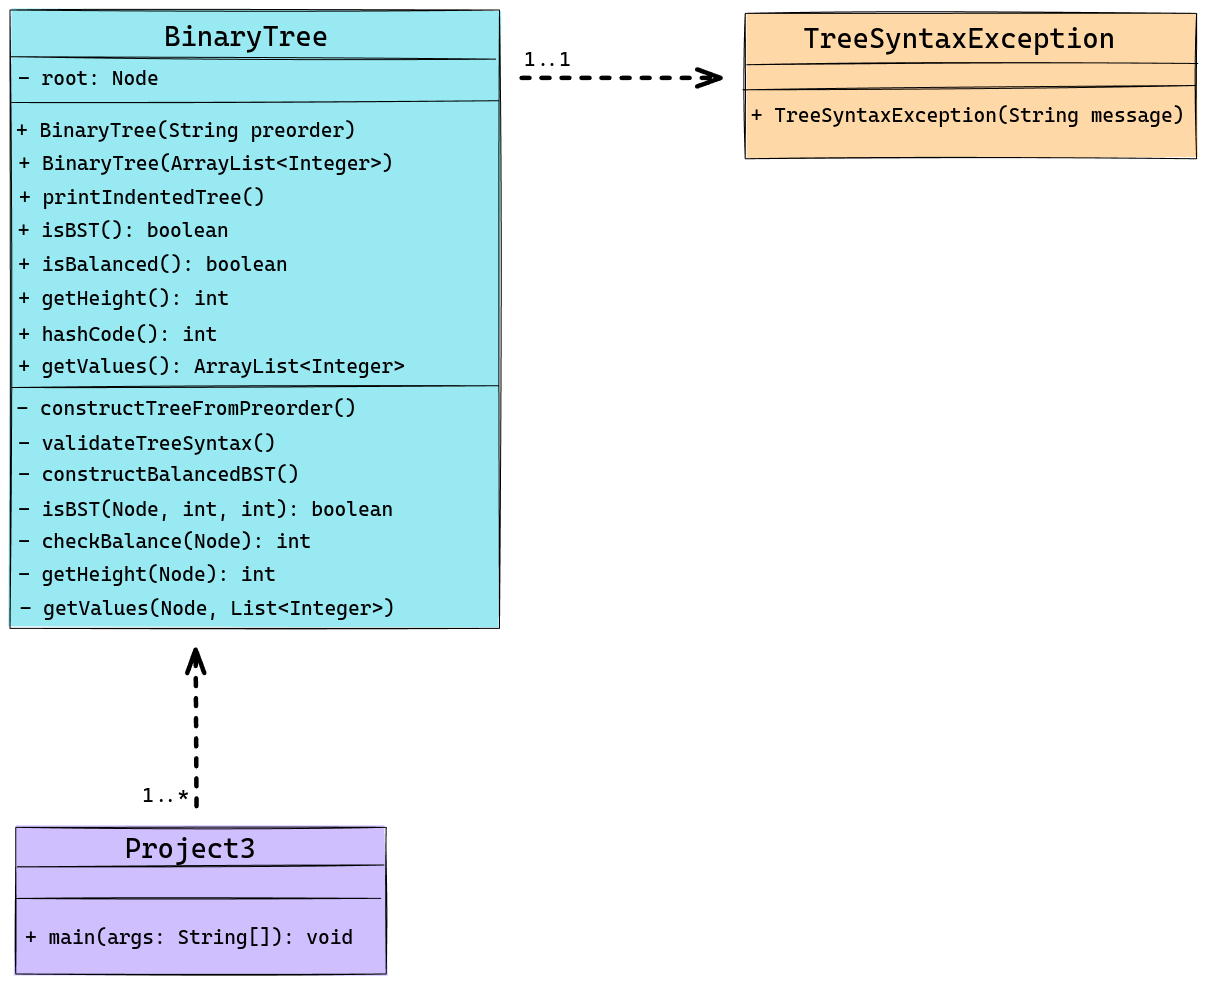 BinaryTree
- root: Node
+ BinaryTree(String preorder)
+ BinaryTree(ArrayList<Integer>)
+ printIndentedTree()
+ isBST(): boolean
+ isBalanced(): boolean
+ getHeight(): int
+ hashCode(): int
+ getValues(): ArrayList<Integer>
- constructTreeFromPreorder()
- validateTreeSyntax()
- constructBalancedBST()
- isBST(Node, int, int): boolean
- checkBalance(Node): int
- getHeight(Node): int
- getValues(Node, List<Integer>)
1..1
TreeSyntaxException
+ TreeSyntaxException(String message)
1..*
Project3
+ main(args: String[]): void